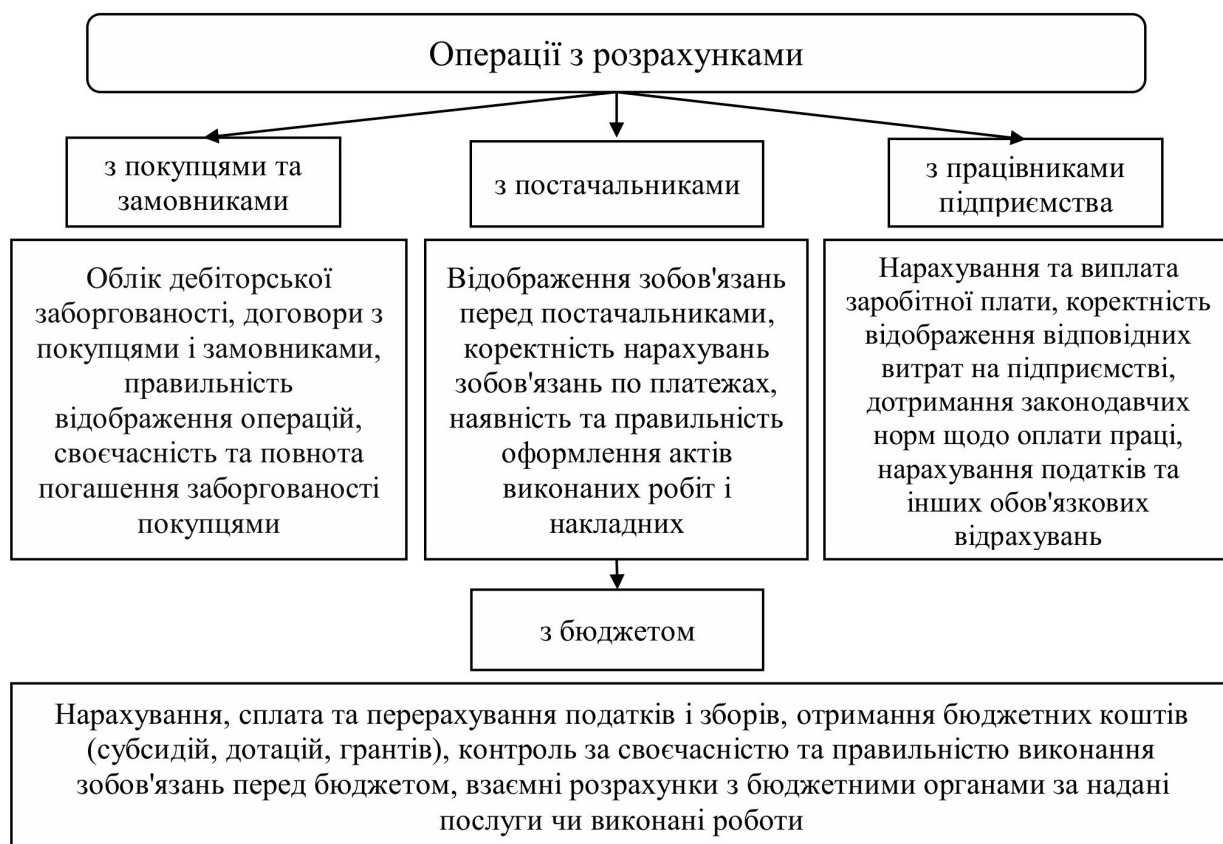 Операції з розрахунками
з покупцями та
замовниками
з постачальниками
з працівниками
підприємства
Облік дебіторської
заборгованості, договори з
покупцями і замовниками,
правильність
відображення операцій,
своєчасність та повнота
погашення заборгованості
покупцями
Відображення зобов'язань
перед постачальниками,
коректність нарахувань
зобов'язань по платежах,
наявність та правильність
оформлення актів
виконаних робіт і
накладних
Нарахування та виплата
заробітної плати, коректність
відображення відповідних
витрат на підприємстві,
дотримання законодавчих
норм щодо оплати праці,
нарахування податків та
інших обов'язкових
відрахувань
з бюджетом
Нарахування, сплата та перерахування податків і зборів, отримання бюджетних коштів
(субсидій, дотацій, грантів), контроль за своєчасністю та правильністю виконання
зобов'язань перед бюджетом, взаємні розрахунки з бюджетними органами за надані
послуги чи виконані роботи